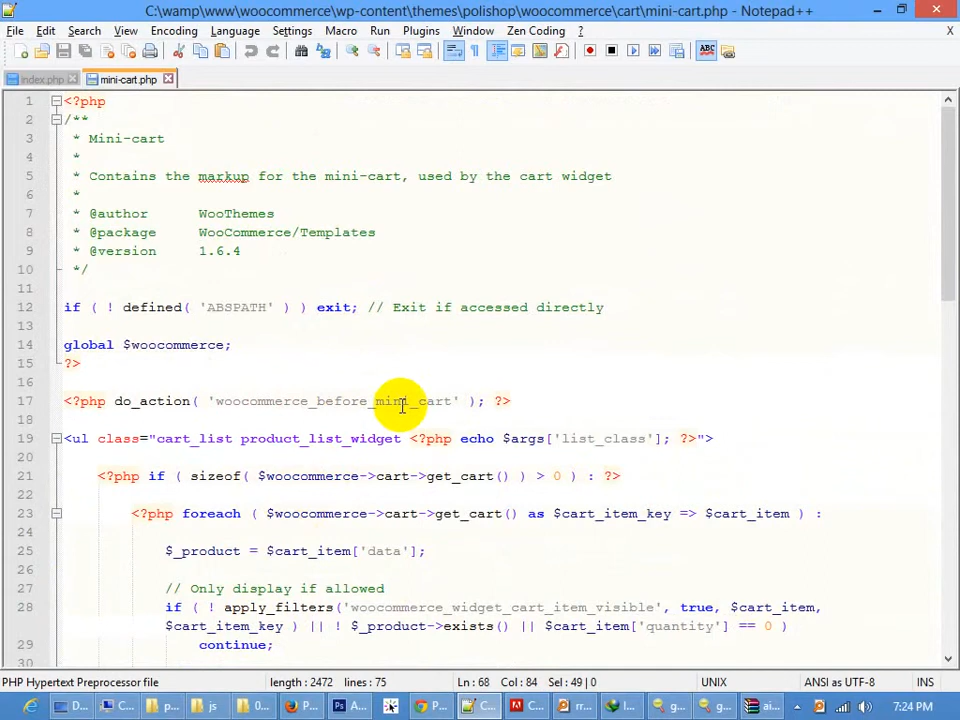 C:\wamp\www\woocommerce\wp-content\themes\polishop\woocommerce\cart\mini-cart.php - Notepad++
File Edit Search View Encoding Language Settings Macro Run Plugins Window Zen Coding ? X
index.php mini-cart.php
1 <?php
2 /**
3 * Mini-cart
4 *
5 * Contains the markup for the mini-cart, used by the cart widget
6 *
7 * @author WooThemes
8 * @package WooCommerce/Templates
9 * @version 1.6.4
10 */
11
12 if ( ! defined( 'ABSPATH' ) ) exit; // Exit if accessed directly
13
14 global $woocommerce;
15 ?>
16
17 <?php do_action( 'woocommerce_before_mini_cart' ); ?>
18
19 <ul class="cart_list product_list_widget <?php echo $args['list_class']; ?>">
20
21 <?php if ( sizeof( $woocommerce->cart->get_cart() ) > 0 ) : ?>
22
23 <?php foreach ( $woocommerce->cart->get_cart() as $cart_item_key => $cart_item ) :
24
25 $_product = $cart_item['data'];
26
27 // Only display if allowed
28 if ( ! apply_filters('woocommerce_widget_cart_item_visible', true, $cart_item,
$cart_item_key ) || ! $_product->exists() || $cart_item['quantity'] == 0 )
29 continue;
30
PHP Hypertext Preprocessor file length : 2472 lines : 75 Ln : 68 Col : 84 Sel : 49 | 0 UNIX ANSI as UTF-8 INS
D... C... p... js 0... P... A... P... C... C... rr... I... g... g... ai... 7:24 PM